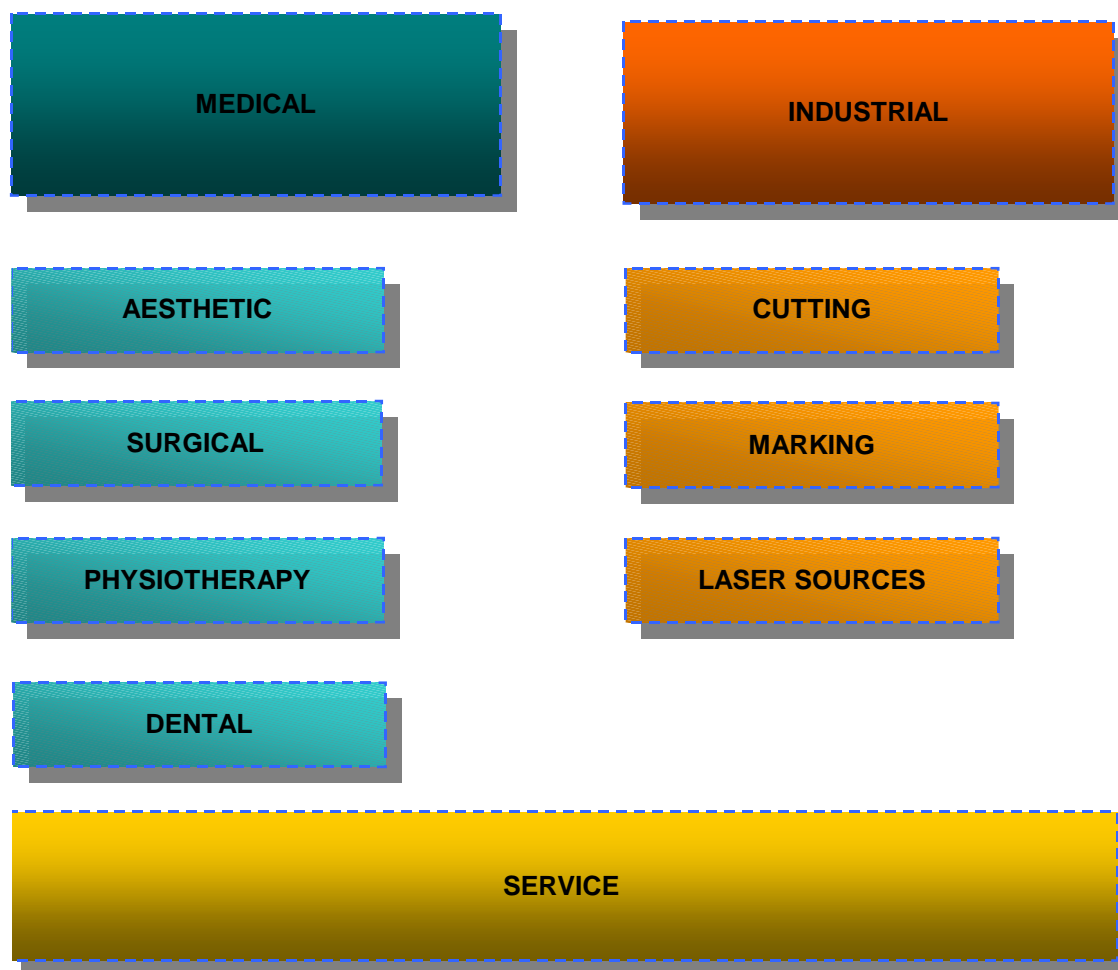 MEDICAL
INDUSTRIAL
AESTHETIC
CUTTING
SURGICAL
MARKING
PHYSIOTHERAPY
LASER SOURCES
DENTAL
SERVICE